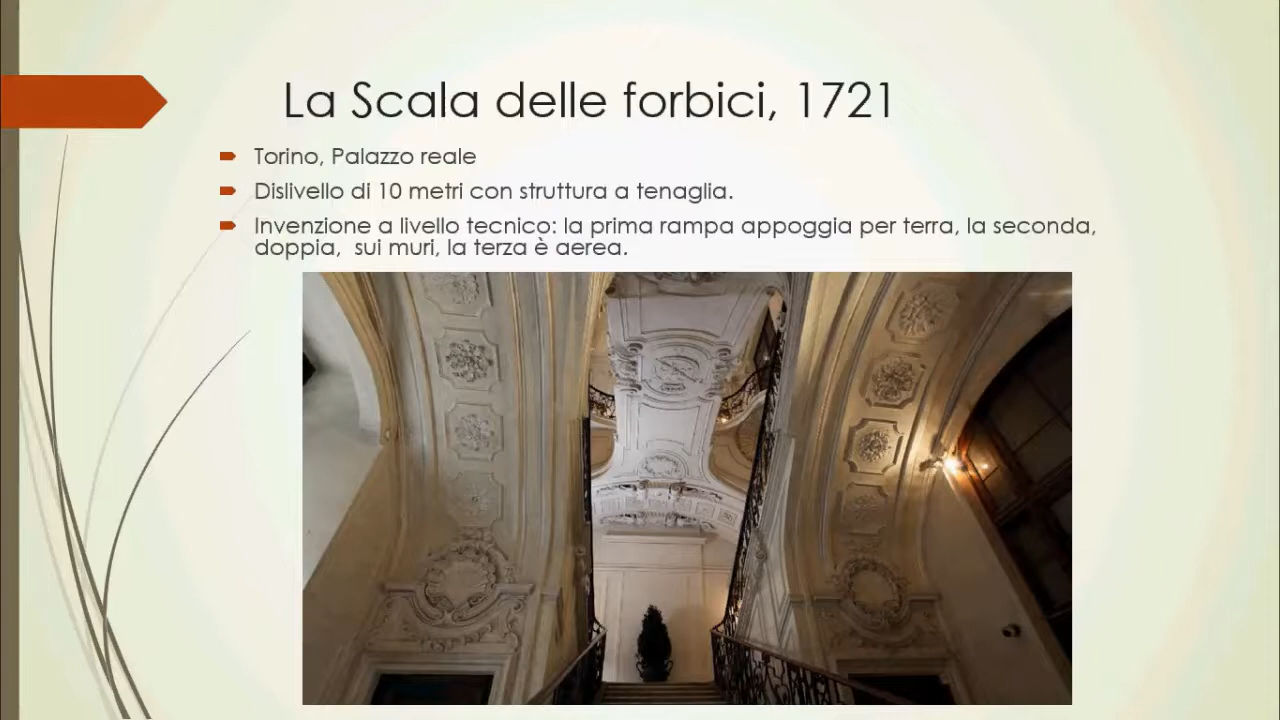 La Scala delle forbici, 1721
Torino, Palazzo reale
Dislivello di 10 metri con struttura a tenaglia.
Invenzione a livello tecnico: la prima rampa appoggia per terra, la seconda,
doppia,  sui muri, la terza è aerea.